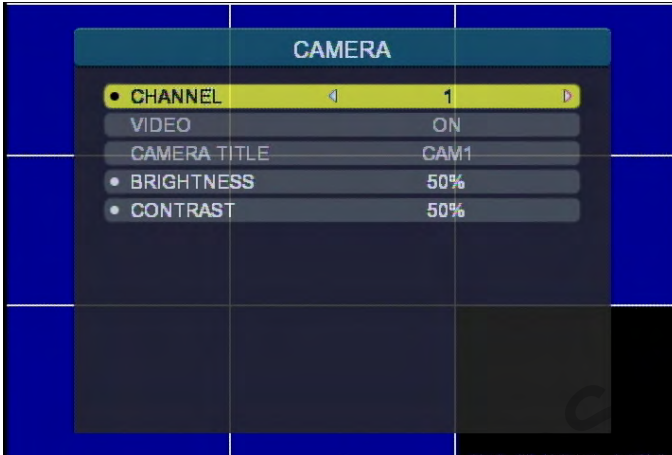 CAMERA
CHANNEL 1
VIDEO ON
CAMERA TITLE CAM1
BRIGHTNESS 50%
CONTRAST 50%